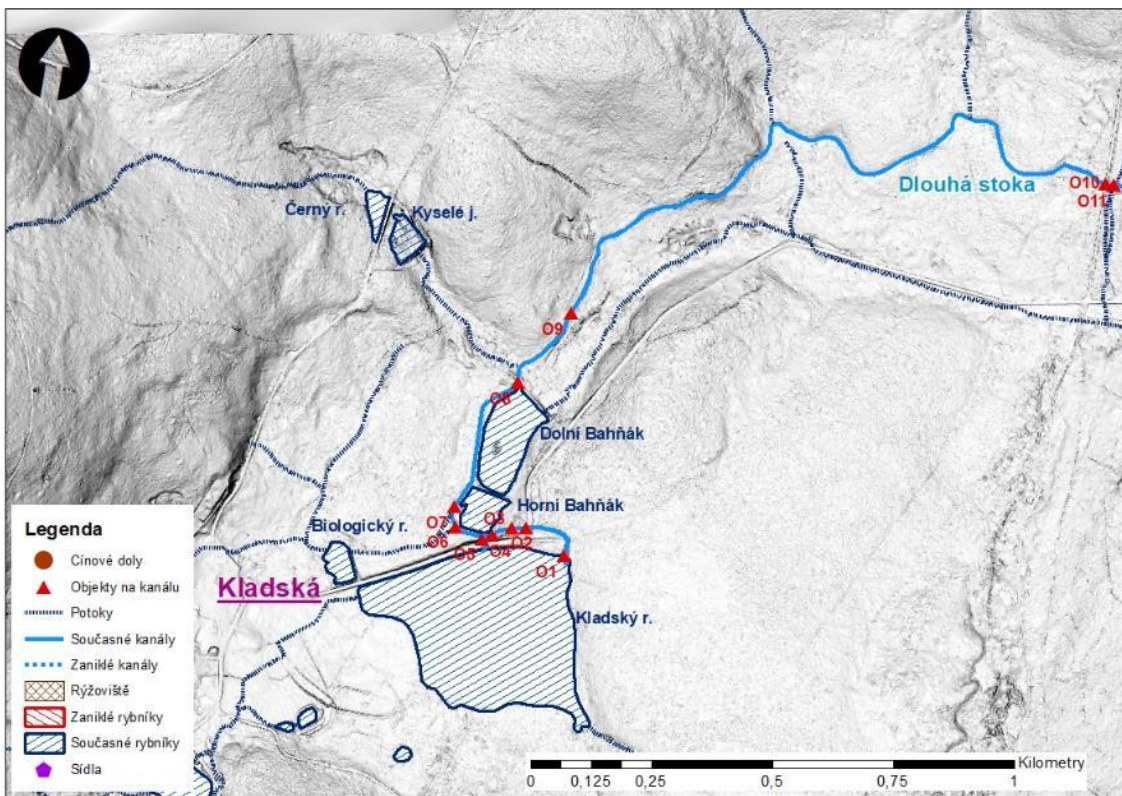 Dlouhá stoka
O10
O11
Černý r.
Kyselé j.
O9
O8
Dolní Bahňák
Horní Bahňák
O3
O7
O6
O2
O4
O5
O1
Biologický r.
Kladská
Kladský r.
Legenda
Cínové doly
Objekty na kanálu
Potoky
Současné kanály
Zaniklé kanály
Rýžoviště
Zaniklé rybníky
Současné rybníky
Sídla
Kilometry
0 0,125 0,25 0,5 0,75 1